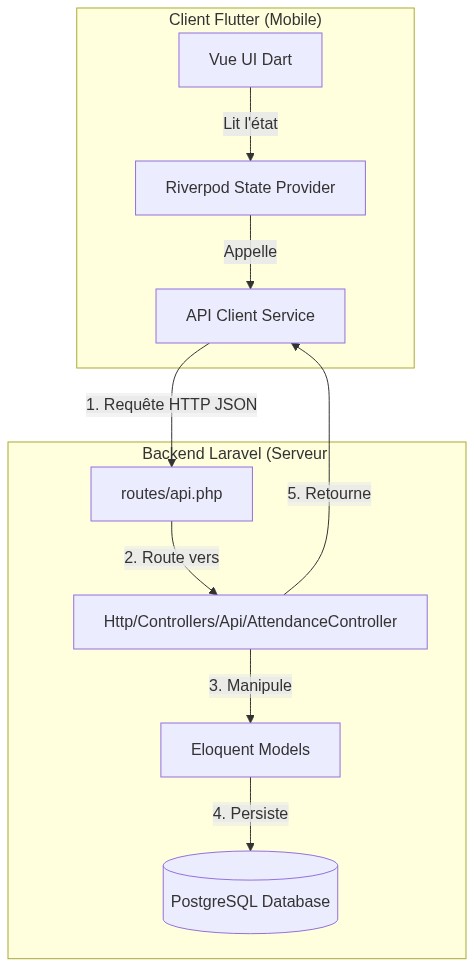 Client Flutter (Mobile)
Vue UI Dart
Lit l'état
Riverpod State Provider
Appelle
API Client Service
1. Requête HTTP JSON
Backend Laravel (Serveur
routes/api.php
5. Retourne
2. Route vers
Http/Controllers/Api/AttendanceController
3. Manipule
Eloquent Models
4. Persiste
PostgreSQL Database